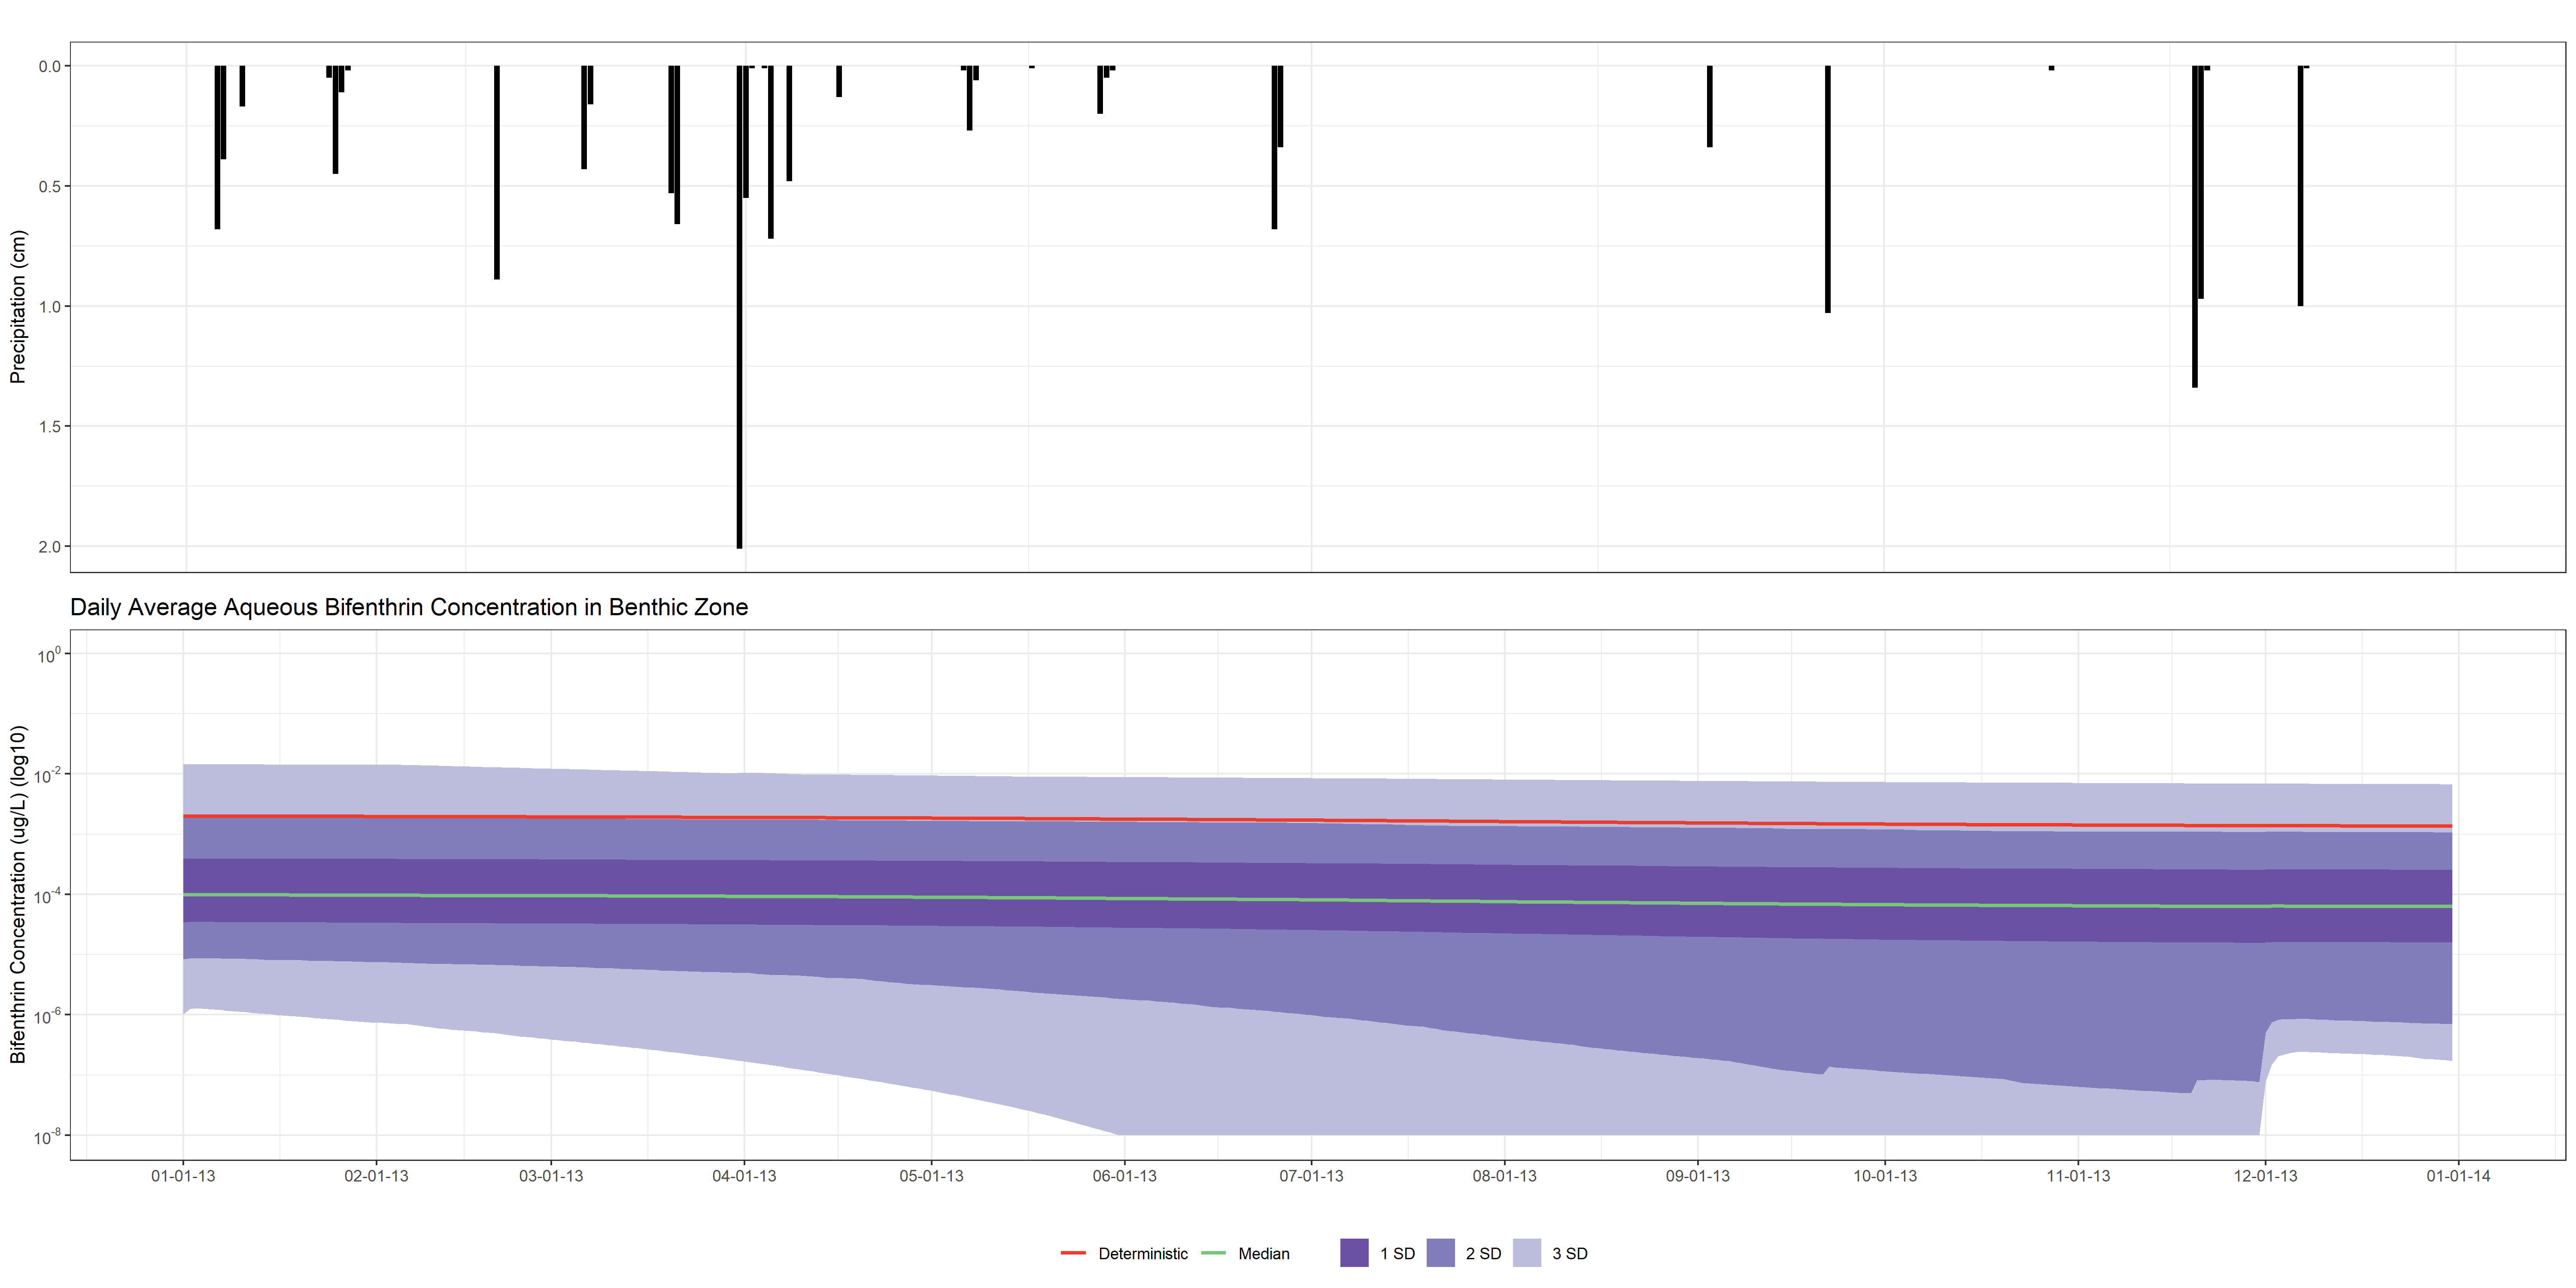 Precipitation (cm)
0.0
0.5
1.0
1.5
2.0
Daily Average Aqueous Bifenthrin Concentration in Benthic Zone
Bifenthrin Concentration (ug/L) (log10)
10^0
10^-2
10^-4
10^-6
10^-8
01-01-13 02-01-13 03-01-13 04-01-13 05-01-13 06-01-13 07-01-13 08-01-13 09-01-13 10-01-13 11-01-13 12-01-13 01-01-14
Deterministic Median 1 SD 2 SD 3 SD